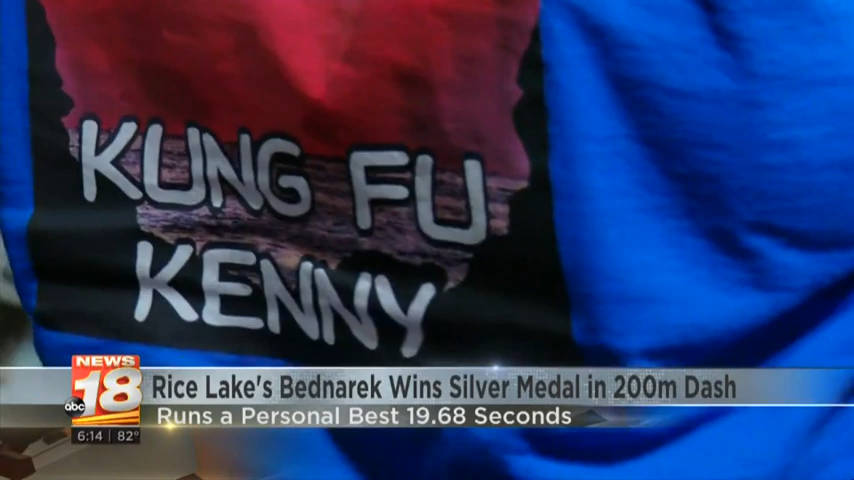 KUNG FU
KENNY
NEWS
18
abc
Rice Lake's Bednarek Wins Silver Medal in 200m Dash
Runs a Personal Best 19.68 Seconds
6:14 82°